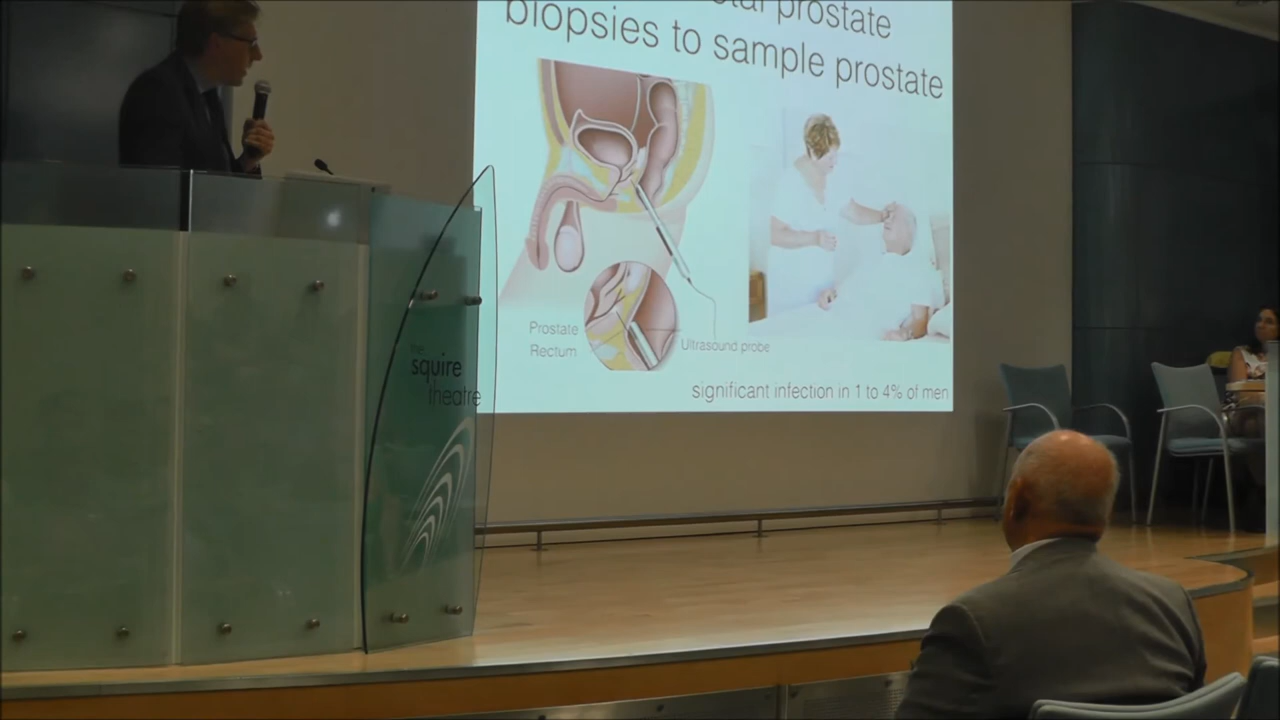 prostate
biopsies to sample prostate
Prostate
Rectum
Ultrasound probe
significant infection in 1 to 4% of men
the
squire
theatre